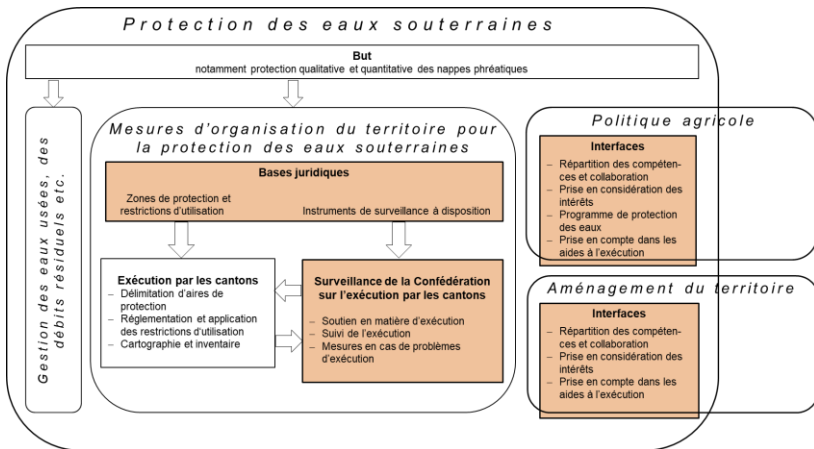 Protection des eaux souterraines
But
notamment protection qualitative et quantitative des nappes phréatiques
Gestion des eaux usées, des
débits résiduels etc.
Mesures d'organisation du territoire pour
la protection des eaux souterraines
Bases juridiques
Zones de protection et
restrictions d'utilisation
Instruments de surveillance à disposition
Exécution par les cantons
– Délimitation d'aires de
protection
– Réglementation et application
des restrictions d'utilisation
– Cartographie et inventaire
Surveillance de la Confédération
sur l'exécution par les cantons
– Soutien en matière d'exécution
– Suivi de l'exécution
– Mesures en cas de problèmes
d'exécution
Politique agricole
Interfaces
– Répartition des compéten-
ces et collaboration
– Prise en considération des
intérêts
– Programme de protection
des eaux
– Prise en compte dans les
aides à l'exécution
Aménagement du territoire
Interfaces
– Répartition des compéten-
ces et collaboration
– Prise en considération des
intérêts
– Prise en compte dans les
aides à l'exécution